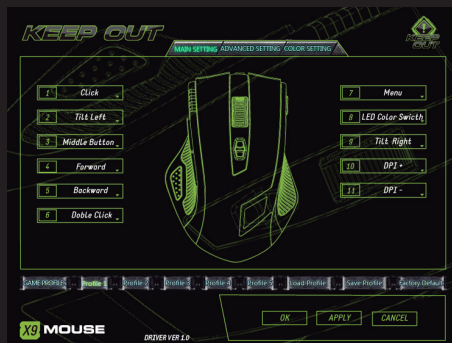 KEEP OUT
KEEP OUT
MAIN SETTING ADVANCED SETTING COLOR SETTING
1 Click
2 Tilt Left
3 Middle Button
4 Forward
5 Backward
6 Doble Click
7 Menu
8 LED Color Swicth
9 Tilt Right
10 DPI +
11 DPI -
GAME PROFILES Profile 1 Profile 2 Profile 3 Profile 4 Profile 5 Load Profile Save Profile Factory Default
OK APPLY CANCEL
X9 MOUSE
DRIVER VER 1.0